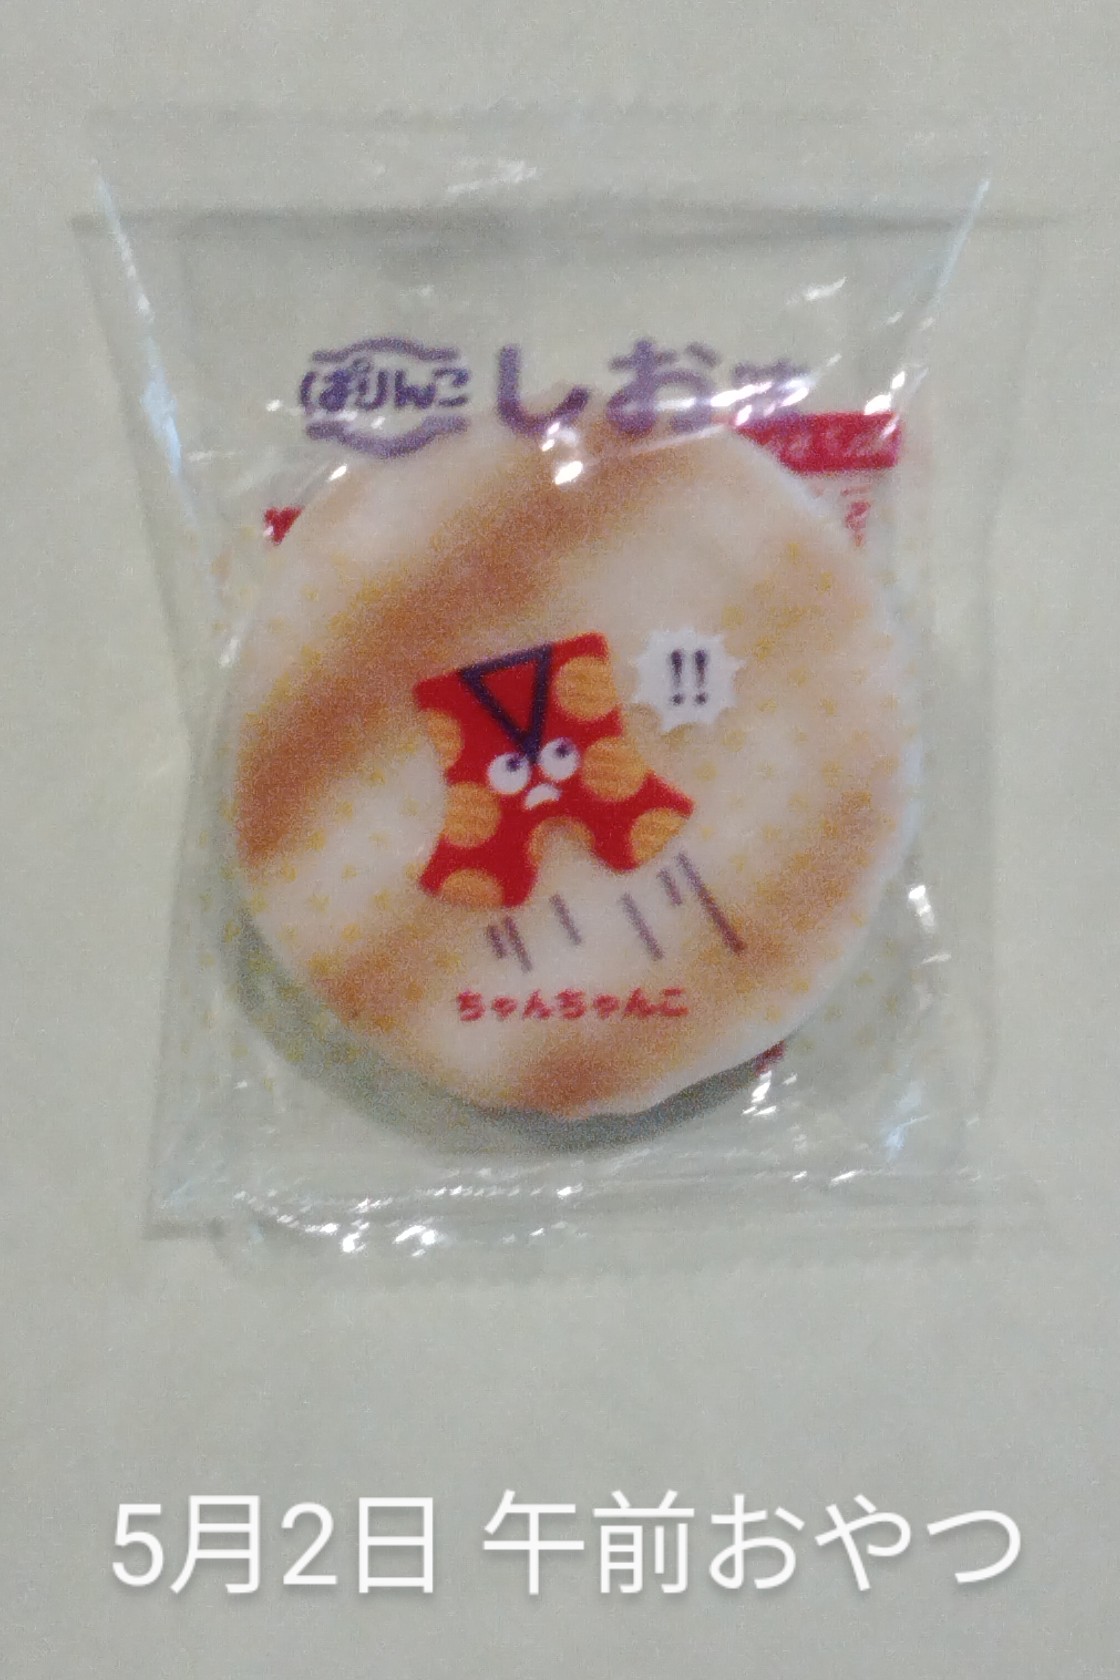 ぱりんこ しお味
!!
ちゃんちゃんこ
5月2日 午前おやつ